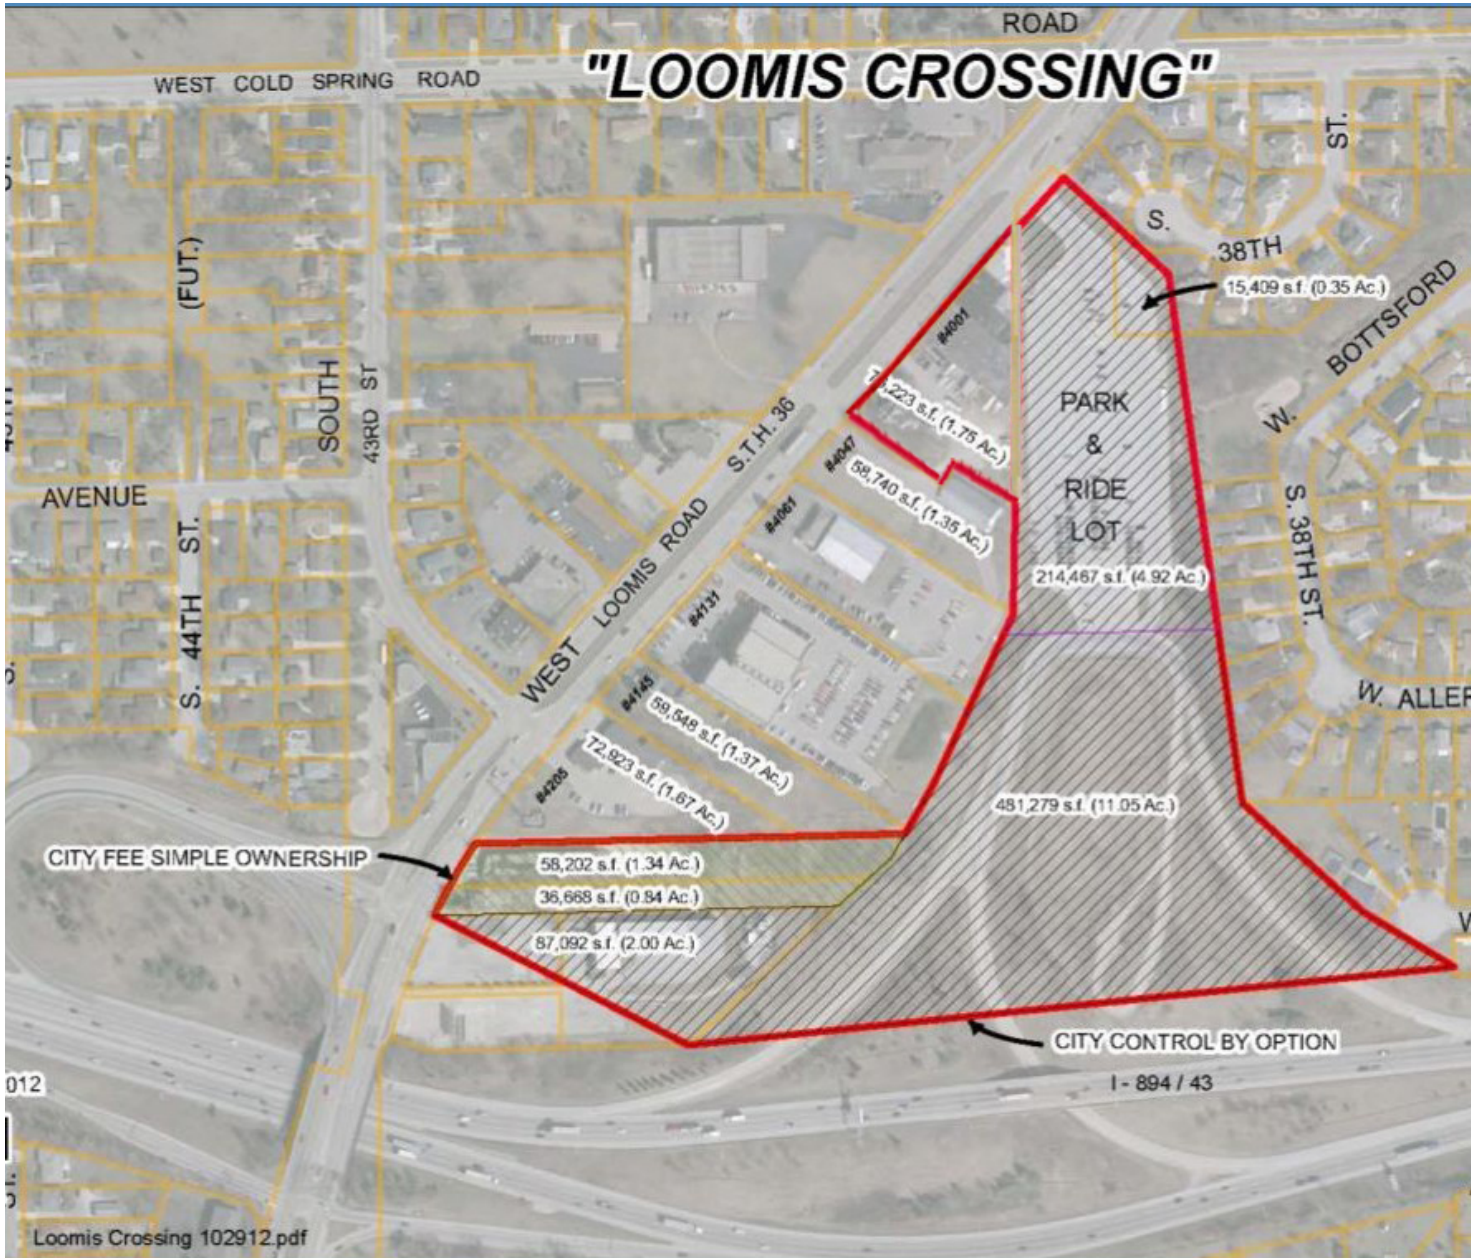 ROAD
"LOOMIS CROSSING"
WEST COLD SPRING ROAD
ST.
S.
38TH
15,409 s.f. (0.35 Ac.)
(FUT.)
BOTTSFORD
W.
#4001
SOUTH
43RD ST
S.T.H. 36
PARK
&
RIDE
LOT
#4047
58,740 s.f. (1.35 Ac.)
214,467 s.f. (4.92 Ac.)
AVENUE
#4061
S. 44TH ST.
S. 38TH ST.
WEST LOOMIS ROAD
#4131
W. ALLER
#4145
59,548 s.f. (1.37 Ac.)
72,923 s.f. (1.67 Ac.)
#4205
481,279 s.f. (11.05 Ac.)
CITY FEE SIMPLE OWNERSHIP
58,202 s.f. (1.34 Ac.)
36,668 s.f. (0.84 Ac.)
87,092 s.f. (2.00 Ac.)
CITY CONTROL BY OPTION
I - 894 / 43
012
Loomis Crossing 102912.pdf